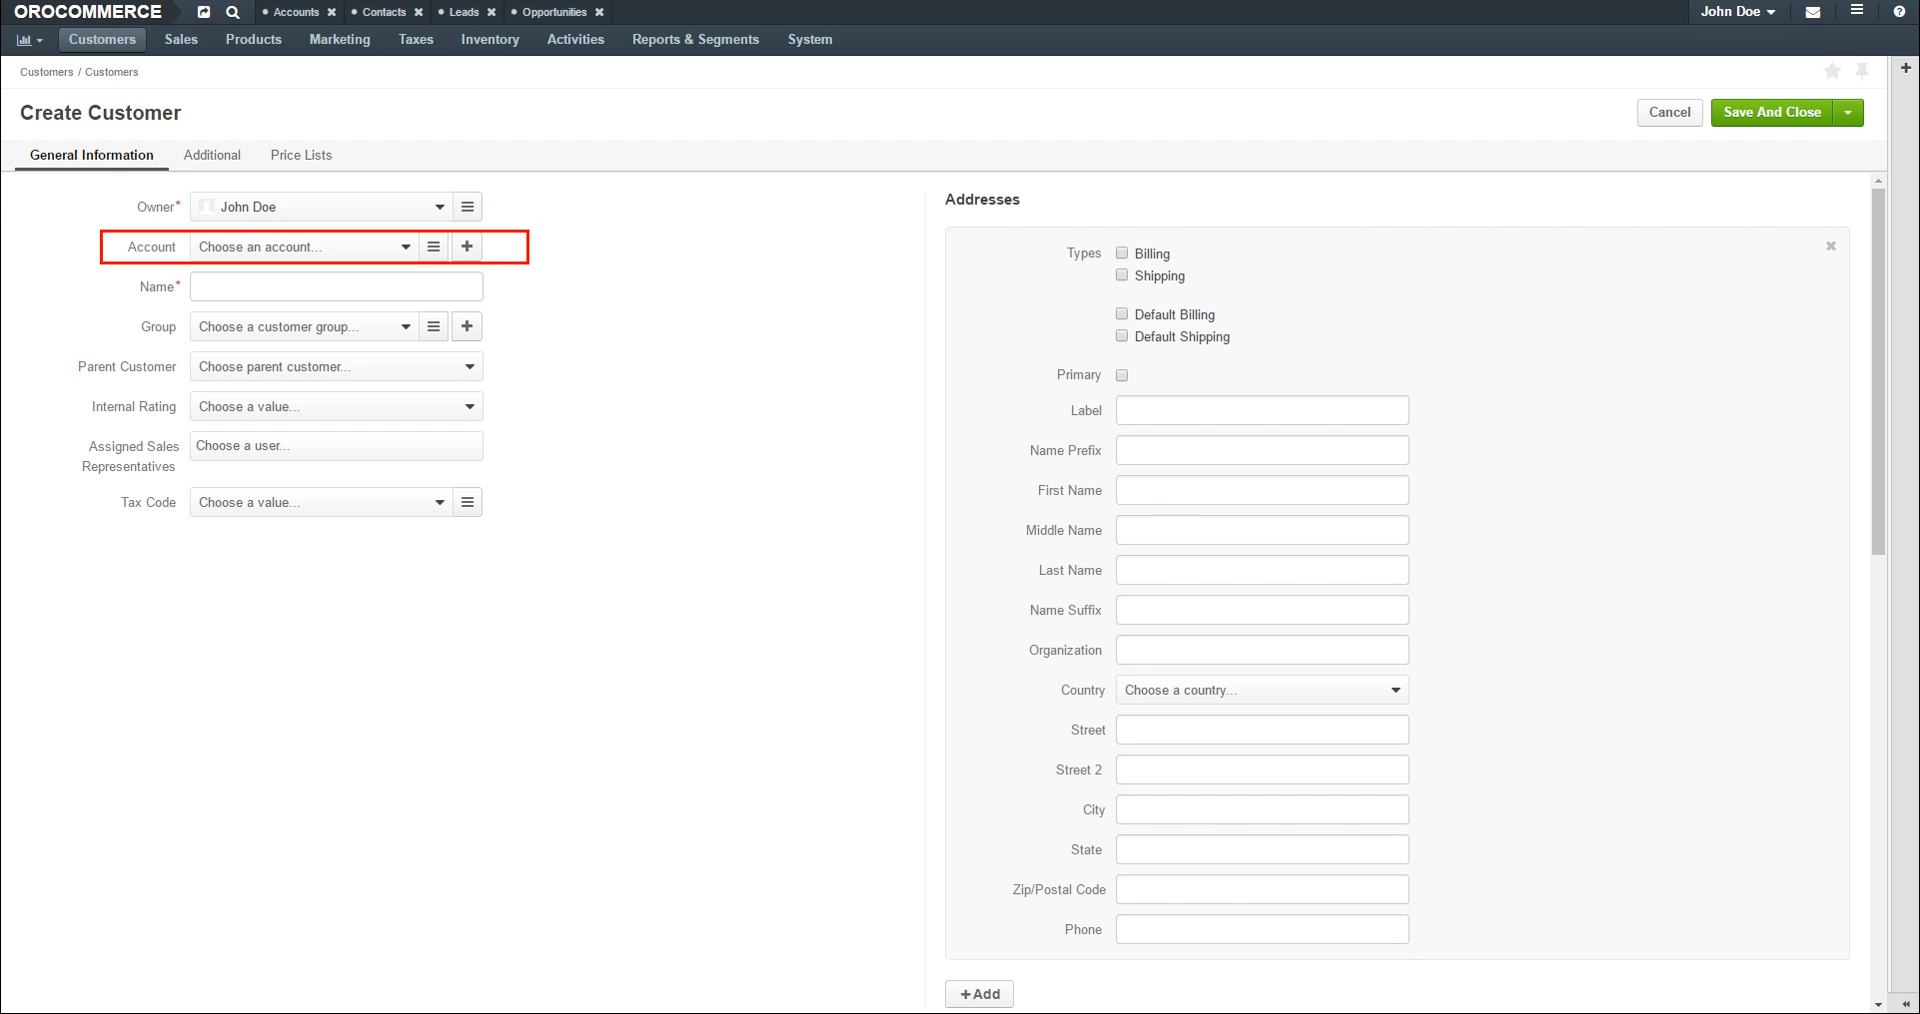 OROCOMMERCE
Accounts
Contacts
Leads
Opportunities
John Doe
Customers
Sales
Products
Marketing
Taxes
Inventory
Activities
Reports & Segments
System
Customers / Customers
Create Customer
Cancel
Save And Close
General Information
Additional
Price Lists
Owner*
John Doe
Account
Choose an account...
Name*
Group
Choose a customer group...
Parent Customer
Choose parent customer...
Internal Rating
Choose a value...
Assigned Sales
Representatives
Choose a user...
Tax Code
Choose a value...
Addresses
Types
Billing
Shipping
Default Billing
Default Shipping
Primary
Label
Name Prefix
First Name
Middle Name
Last Name
Name Suffix
Organization
Country
Choose a country...
Street
Street 2
City
State
Zip/Postal Code
Phone
+Add